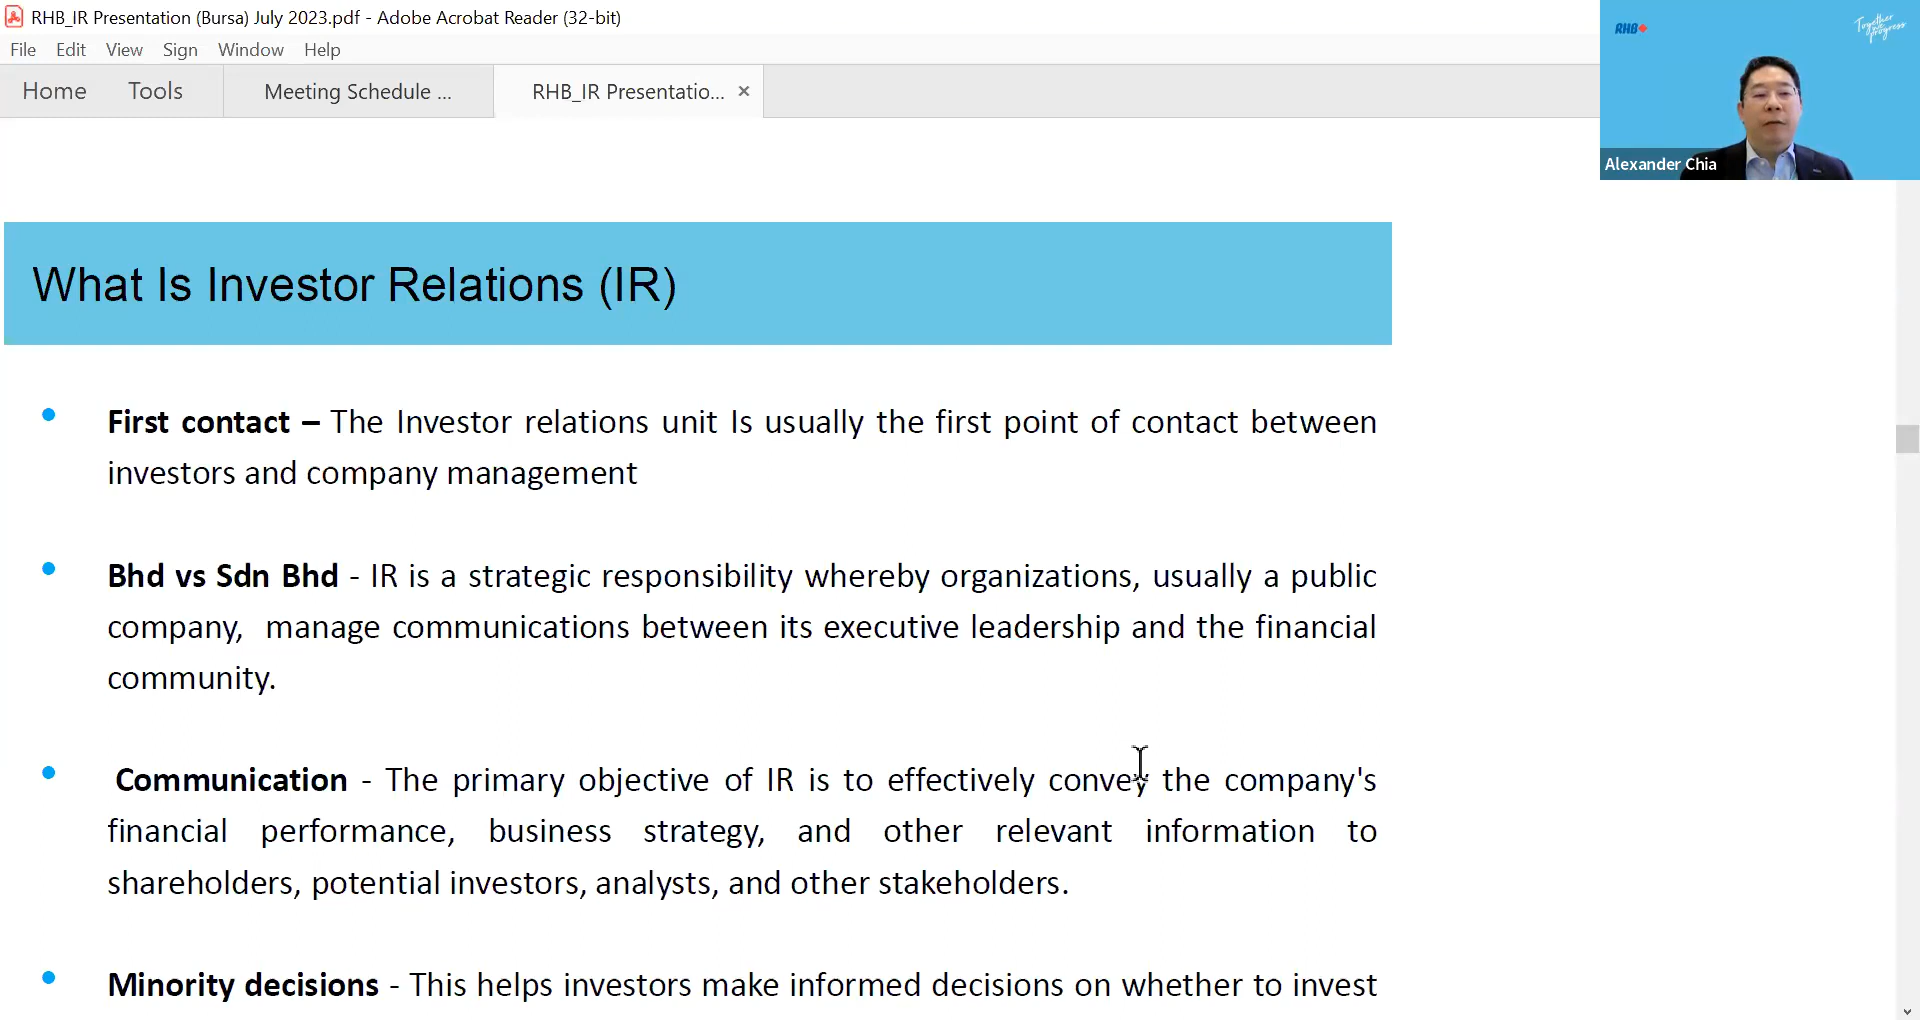 RHB_IR Presentation (Bursa) July 2023.pdf - Adobe Acrobat Reader (32-bit)
File Edit View Sign Window Help
Home Tools Meeting Schedule ... RHB_IR Presentatio... ×
RHB
Together we progress
Alexander Chia
What Is Investor Relations (IR)
• First contact – The Investor relations unit Is usually the first point of contact between
investors and company management
• Bhd vs Sdn Bhd - IR is a strategic responsibility whereby organizations, usually a public
company, manage communications between its executive leadership and the financial
community.
• Communication - The primary objective of IR is to effectively convey the company's
financial performance, business strategy, and other relevant information to
shareholders, potential investors, analysts, and other stakeholders.
• Minority decisions - This helps investors make informed decisions on whether to invest